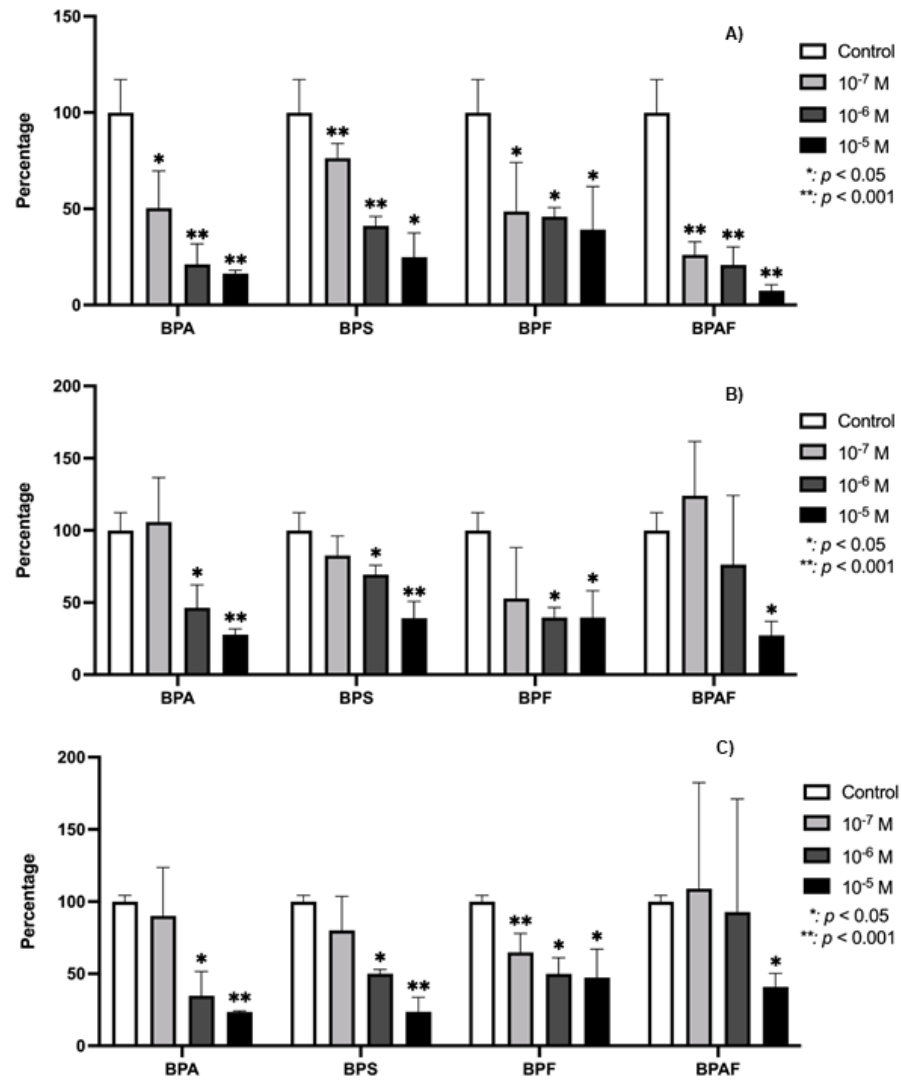 A)
150
100
50
0
Percentage
* ** ** ** ** * * * * ** ** **
BPA BPS BPF BPAF
Control
10⁻⁷ M
10⁻⁶ M
10⁻⁵ M
*: p < 0.05
**: p < 0.001
B)
200
150
100
50
0
Percentage
* ** * ** * * *
BPA BPS BPF BPAF
Control
10⁻⁷ M
10⁻⁶ M
10⁻⁵ M
*: p < 0.05
**: p < 0.001
C)
200
150
100
50
0
Percentage
* ** * ** ** * * *
BPA BPS BPF BPAF
Control
10⁻⁷ M
10⁻⁶ M
10⁻⁵ M
*: p < 0.05
**: p < 0.001